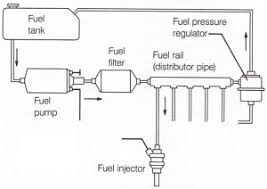 Fuel
tank
Fuel pressure
regulator
Fuel
filter
Fuel rail
(distributor pipe)
Fuel
pump
Fuel injector